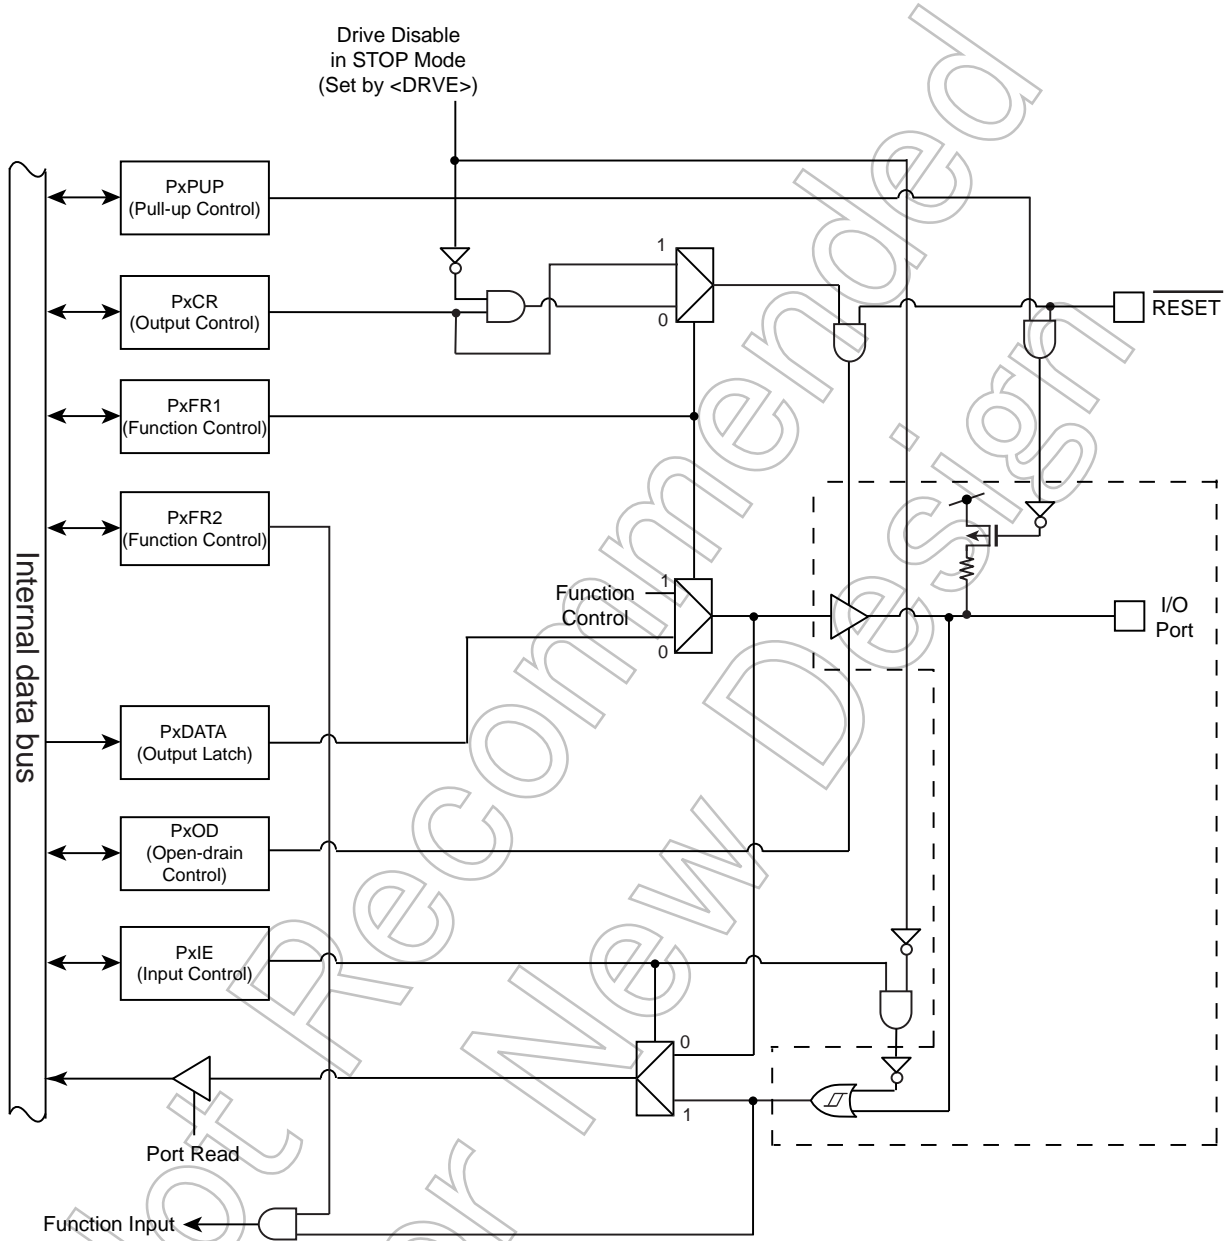 Drive Disable
in STOP Mode
(Set by <DRVE>)
PxPUP
(Pull-up Control)
1
PxCR
(Output Control)
0
RESET
PxFR1
(Function Control)
PxFR2
(Function Control)
Internal data bus
1
Function
Control
0
I/O
Port
PxDATA
(Output Latch)
PxOD
(Open-drain
Control)
PxIE
(Input Control)
0
1
Port Read
Function Input
Not Recommended
for New Design